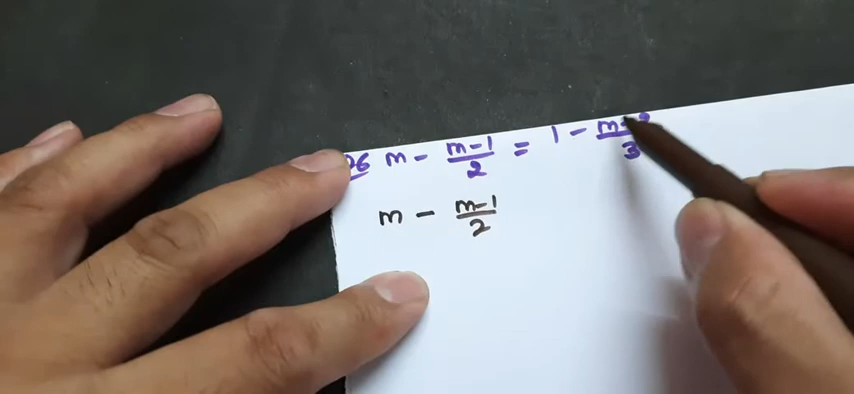 06 m - (m-1)/2 = 1 - (m-)/3
m - (m-1)/2